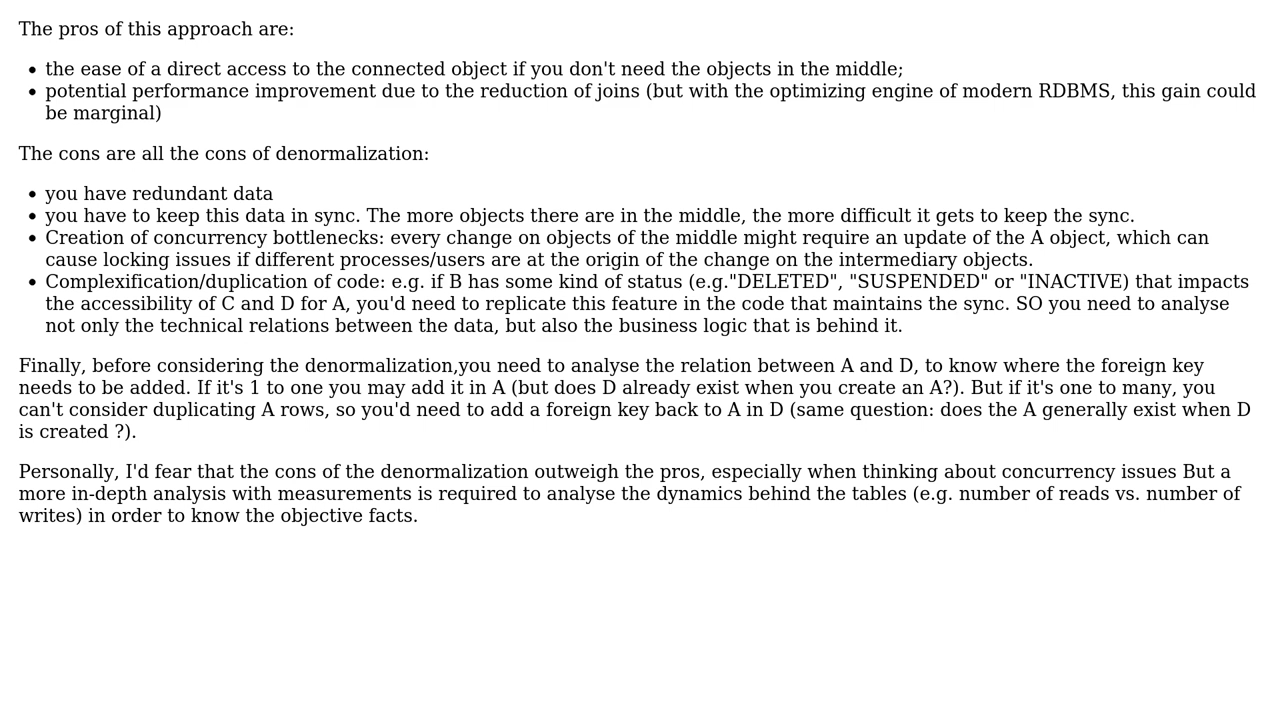 The pros of this approach are:
• the ease of a direct access to the connected object if you don't need the objects in the middle;
• potential performance improvement due to the reduction of joins (but with the optimizing engine of modern RDBMS, this gain could
be marginal)
The cons are all the cons of denormalization:
• you have redundant data
• you have to keep this data in sync. The more objects there are in the middle, the more difficult it gets to keep the sync.
• Creation of concurrency bottlenecks: every change on objects of the middle might require an update of the A object, which can
cause locking issues if different processes/users are at the origin of the change on the intermediary objects.
• Complexification/duplication of code: e.g. if B has some kind of status (e.g."DELETED", "SUSPENDED" or "INACTIVE) that impacts
the accessibility of C and D for A, you'd need to replicate this feature in the code that maintains the sync. SO you need to analyse
not only the technical relations between the data, but also the business logic that is behind it.
Finally, before considering the denormalization,you need to analyse the relation between A and D, to know where the foreign key
needs to be added. If it's 1 to one you may add it in A (but does D already exist when you create an A?). But if it's one to many, you
can't consider duplicating A rows, so you'd need to add a foreign key back to A in D (same question: does the A generally exist when D
is created ?).
Personally, I'd fear that the cons of the denormalization outweigh the pros, especially when thinking about concurrency issues But a
more in-depth analysis with measurements is required to analyse the dynamics behind the tables (e.g. number of reads vs. number of
writes) in order to know the objective facts.